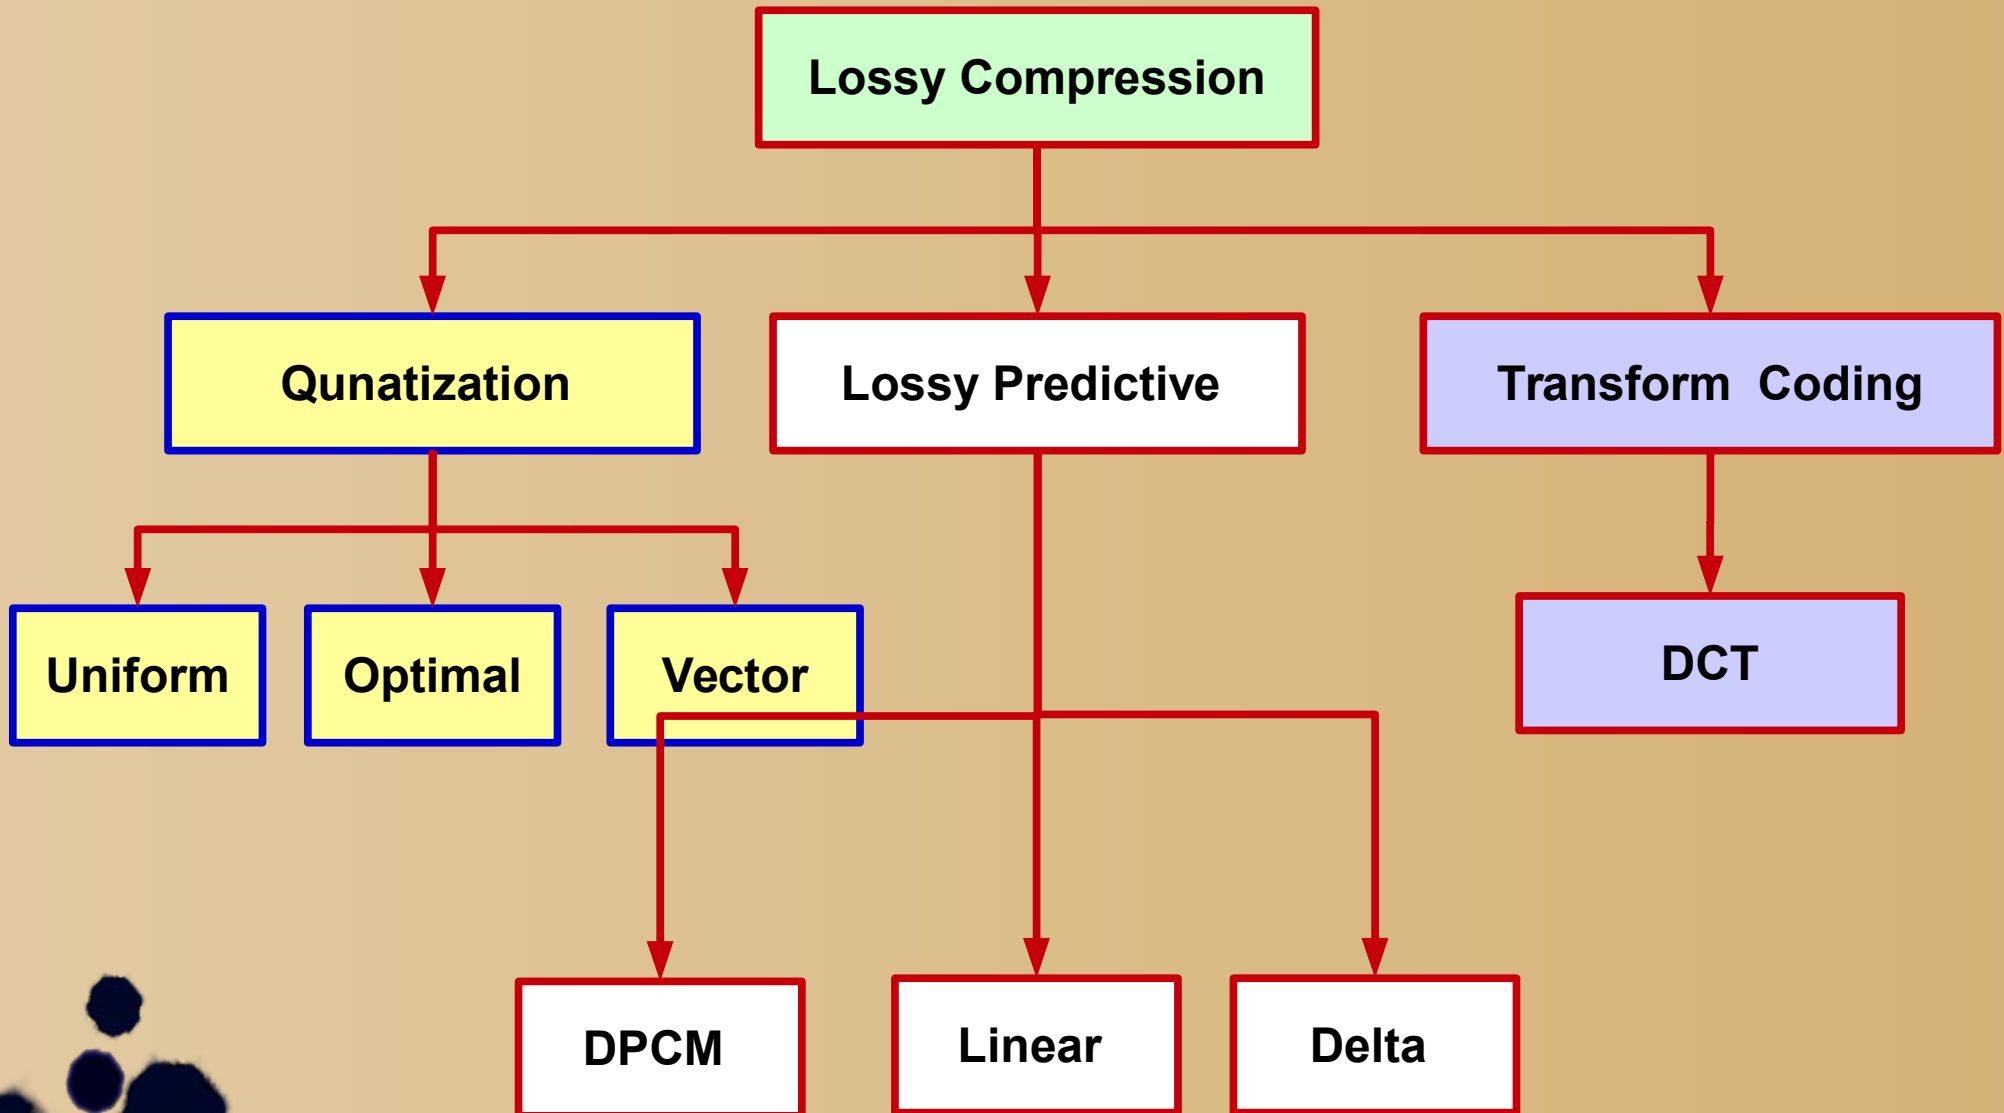 Lossy Compression
Qunatization
Lossy Predictive
Transform Coding
Uniform
Optimal
Vector
DCT
DPCM
Linear
Delta